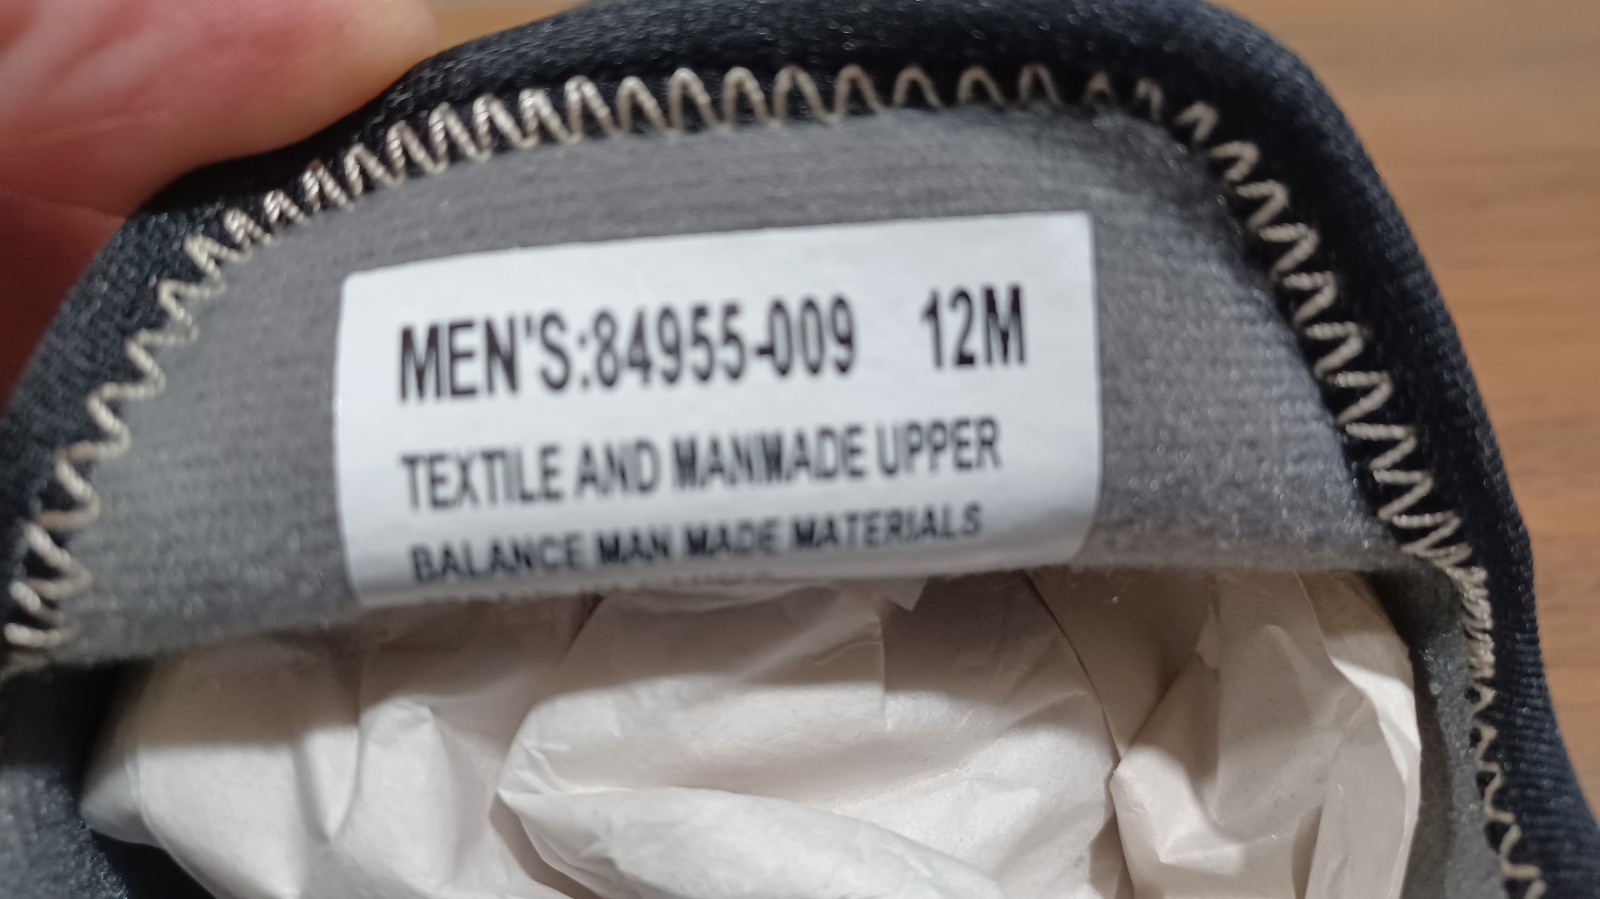 MEN'S:84955-009 12M
TEXTILE AND MANMADE UPPER
BALANCE MAN MADE MATERIALS